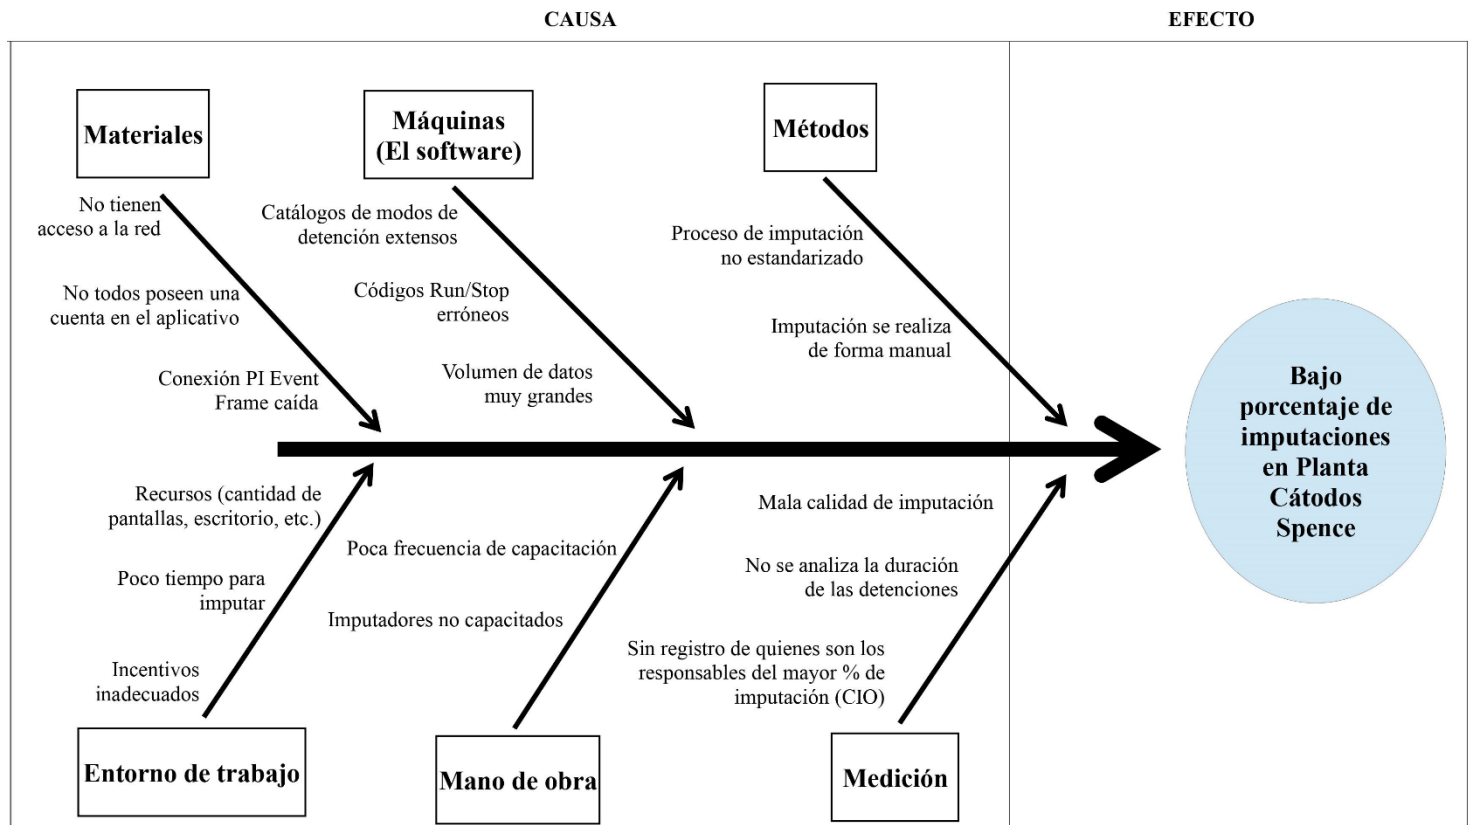 CAUSA
EFECTO
Materiales
Máquinas
(El software)
Métodos
No tienen
acceso a la red
No todos poseen una
cuenta en el aplicativo
Conexión PI Event
Frame caída
Catálogos de modos de
detención extensos
Códigos Run/Stop
erróneos
Volumen de datos
muy grandes
Proceso de imputación
no estandarizado
Imputación se realiza
de forma manual
Bajo
porcentaje de
imputaciones
en Planta
Cátodos
Spence
Recursos (cantidad de
pantallas, escritorio, etc.)
Poco tiempo para
imputar
Incentivos
inadecuados
Poca frecuencia de capacitación
Imputadores no capacitados
Mala calidad de imputación
No se analiza la duración
de las detenciones
Sin registro de quienes son los
responsables del mayor % de
imputación (CIO)
Entorno de trabajo
Mano de obra
Medición